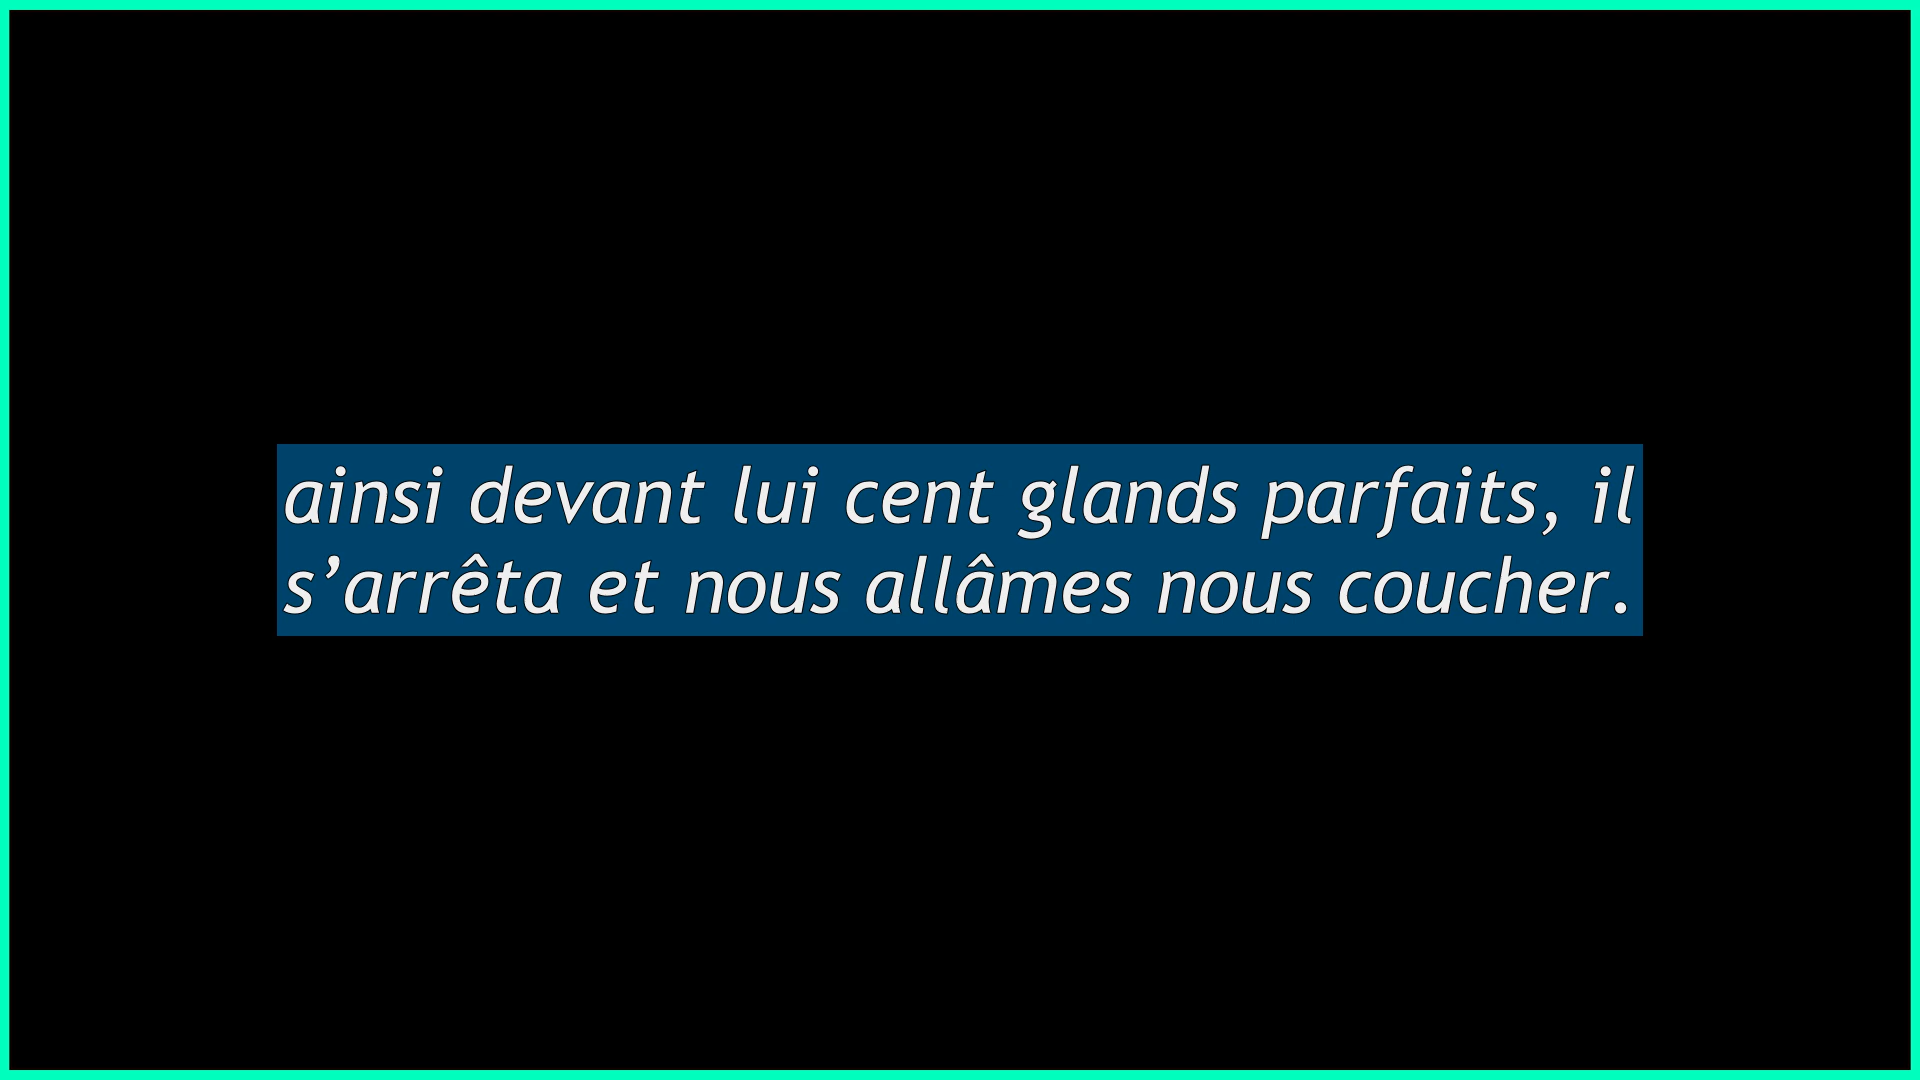 ainsi devant lui cent glands parfaits, il
s’arrêta et nous allâmes nous coucher.